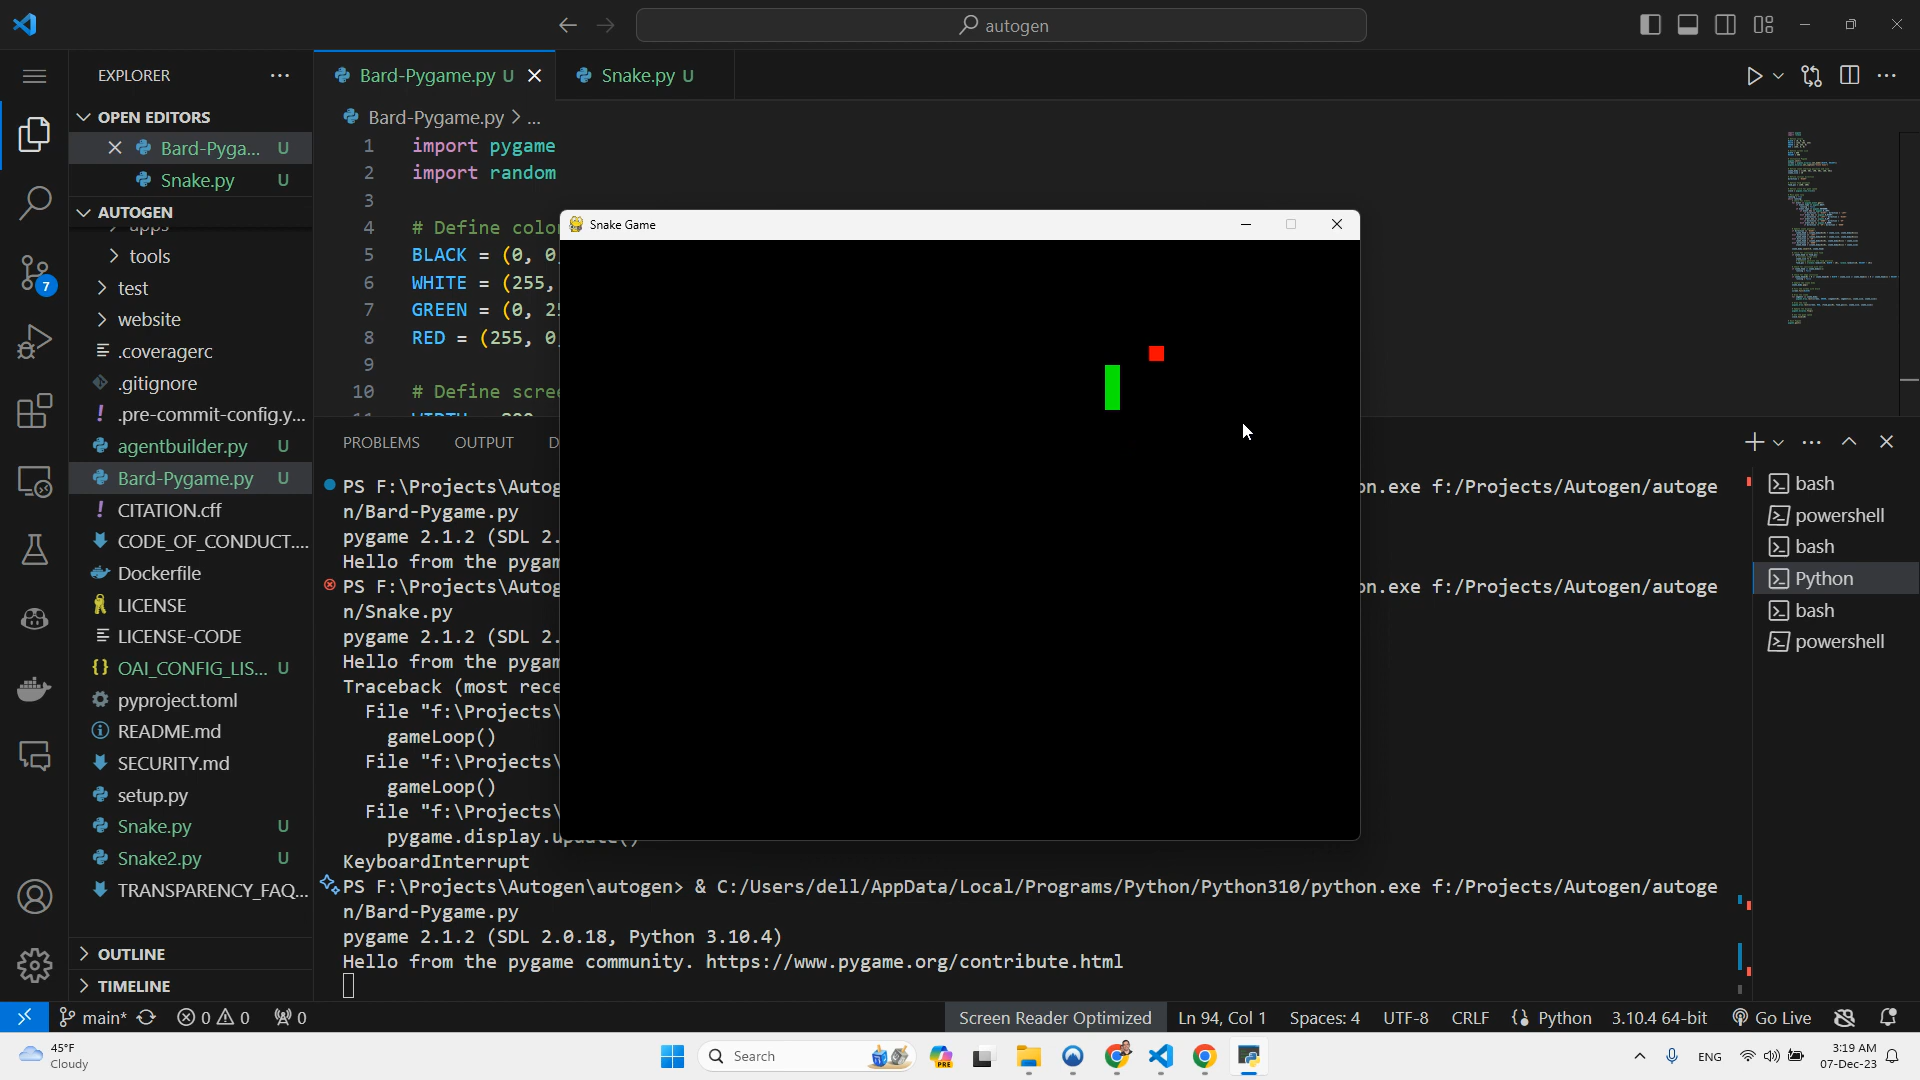 autogen
EXPLORER
Bard-Pygame.py U
Snake.py U
OPEN EDITORS
Bard-Pyga... U
Snake.py U
AUTOGEN
apps
tools
test
website
.coveragerc
.gitignore
.pre-commit-config.y...
agentbuilder.py U
Bard-Pygame.py U
CITATION.cff
CODE_OF_CONDUCT....
Dockerfile
LICENSE
LICENSE-CODE
OAI_CONFIG_LIS... U
pyproject.toml
README.md
SECURITY.md
setup.py
Snake.py U
Snake2.py U
TRANSPARENCY_FAQ...
OUTLINE
TIMELINE
7
Bard-Pygame.py > ...
1 import pygame
2 import random
3
4 # Define colo
5 BLACK = (0, 0
6 WHITE = (255,
7 GREEN = (0, 25
8 RED = (255, 0
9
10 # Define scree
Snake Game
PROBLEMS OUTPUT D
PS F:\Projects\Autog on.exe f:/Projects/Autogen/autoge
n/Bard-Pygame.py
pygame 2.1.2 (SDL 2.
Hello from the pygam
PS F:\Projects\Autog on.exe f:/Projects/Autogen/autoge
n/Snake.py
pygame 2.1.2 (SDL 2.
Hello from the pygam
Traceback (most rece
File "f:\Projects\
gameLoop()
File "f:\Projects\
gameLoop()
File "f:\Projects\
pygame.display.update()
KeyboardInterrupt
PS F:\Projects\Autogen\autogen> & C:/Users/dell/AppData/Local/Programs/Python/Python310/python.exe f:/Projects/Autogen/autoge
n/Bard-Pygame.py
pygame 2.1.2 (SDL 2.0.18, Python 3.10.4)
Hello from the pygame community. https://www.pygame.org/contribute.html
bash
powershell
bash
Python
bash
powershell
main* 0 0 0
Screen Reader Optimized Ln 94, Col 1 Spaces: 4 UTF-8 CRLF {} Python 3.10.4 64-bit Go Live
45°F
Cloudy
Search
PRE
ENG
3:19 AM
07-Dec-23